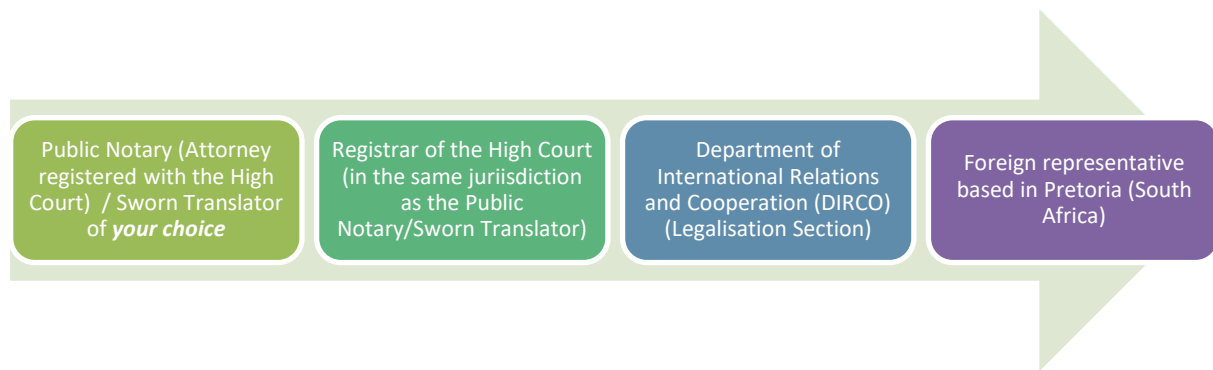 Public Notary (Attorney
registered with the High
Court) / Sworn Translator
of your choice
Registrar of the High Court
(in the same juriisdiction
as the Public
Notary/Sworn Translator)
Department of
International Relations
and Cooperation (DIRCO)
(Legalisation Section)
Foreign representative
based in Pretoria (South
Africa)